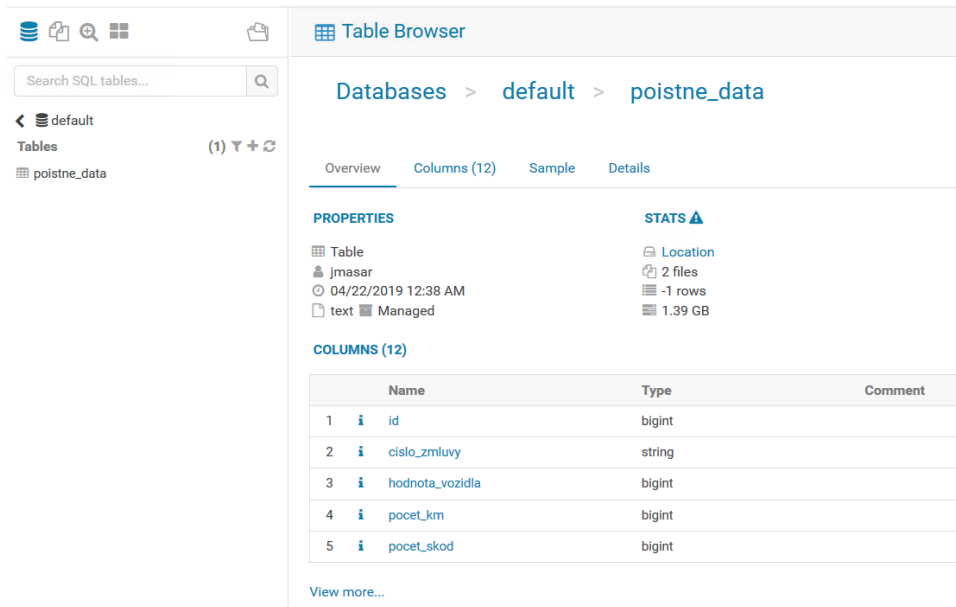 Table Browser
Search SQL tables...
Databases > default > poistne_data
default
Tables (1)
poistne_data
Overview Columns (12) Sample Details
PROPERTIES STATS
Table Location
jmasar 2 files
04/22/2019 12:38 AM -1 rows
text Managed 1.39 GB
COLUMNS (12)
Name Type Comment
1 i id bigint
2 i cislo_zmluvy string
3 i hodnota_vozidla bigint
4 i pocet_km bigint
5 i pocet_skod bigint
View more...